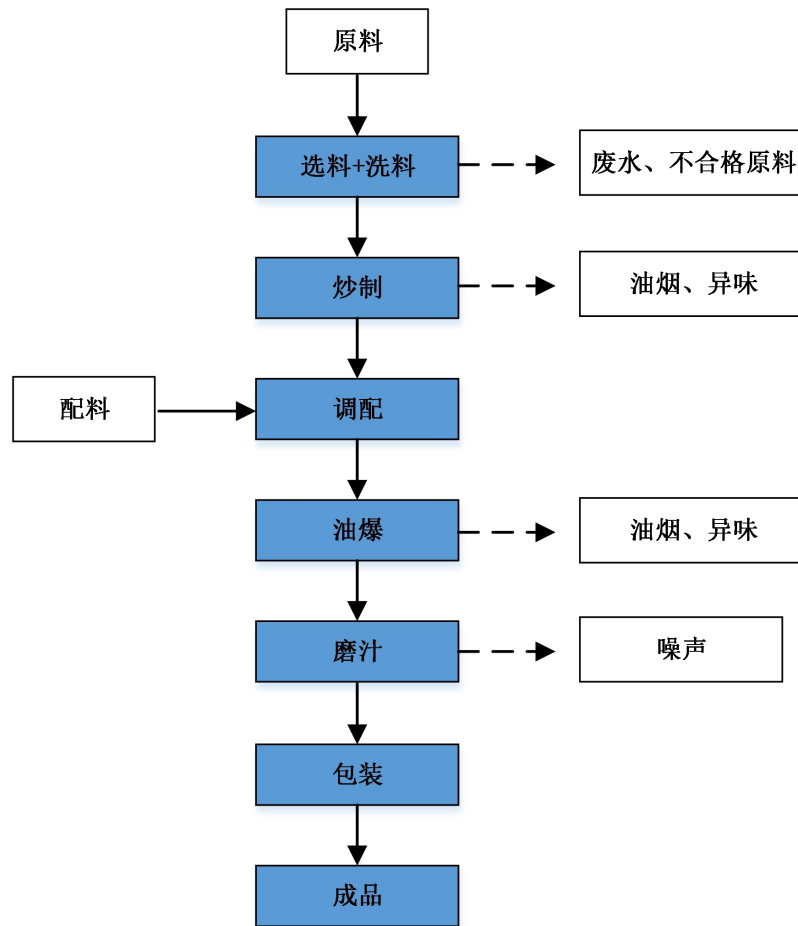 原料
选料+洗料
废水、不合格原料
炒制
油烟、异味
配料
调配
油爆
油烟、异味
磨汁
噪声
包装
成品